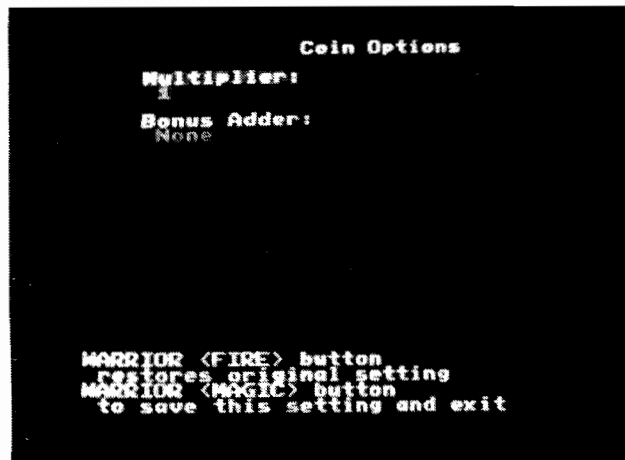 Coin Options
Multiplier:
1
Bonus Adder:
None
WARRIOR <FIRE> button
restores original setting
WARRIOR <MAGIC> button
to save this setting and exit